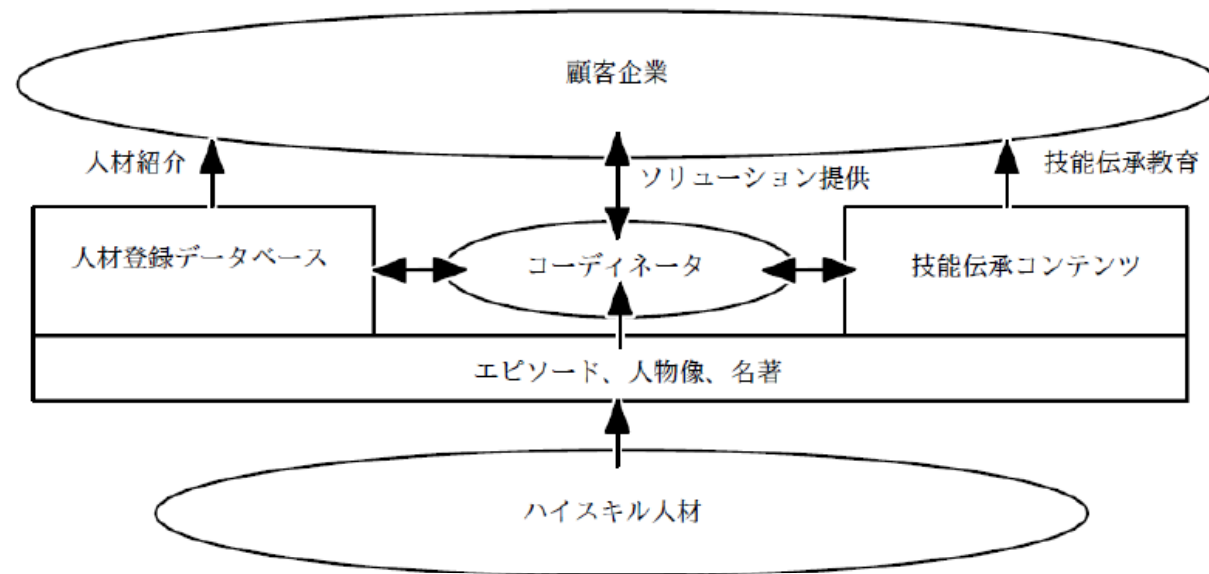 顧客企業
人材紹介
ソリューション提供
技能伝承教育
人材登録データベース
コーディネータ
技能伝承コンテンツ
エピソード、人物像、名著
ハイスキル人材